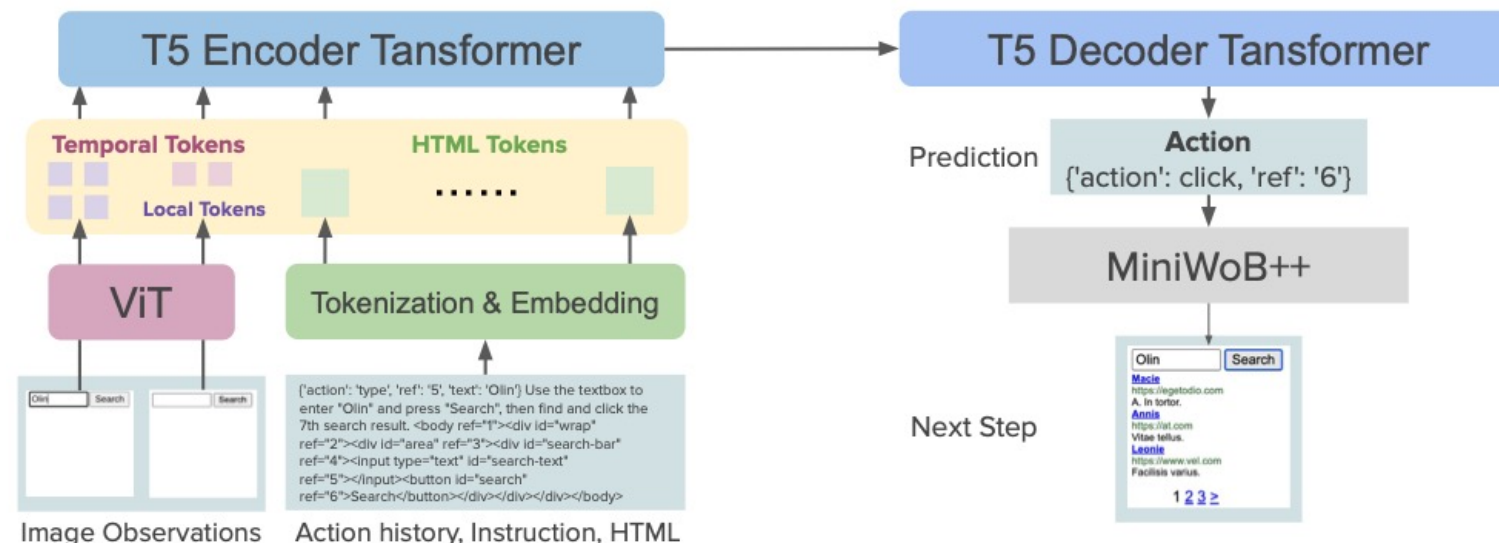 T5 Encoder Tansformer
T5 Decoder Tansformer
Temporal Tokens
HTML Tokens
......
Local Tokens
ViT
Tokenization & Embedding
Olin
Search
Search
{'action': 'type', 'ref': '5', 'text': 'Olin'} Use the textbox to
enter "Olin" and press "Search", then find and click the
7th search result. <body ref="1"><div id="wrap"
ref="2"><div id="area" ref="3"><div id="search-bar"
ref="4"><input type="text" id="search-text"
ref="5"></input><button id="search"
ref="6">Search</button></div></div></div></body>
Image Observations
Action history, Instruction, HTML
Prediction
Action
{'action': click, 'ref': '6'}
MiniWoB++
Next Step
Olin
Search
Macie
https://egetodio.com
A. In tortor.
Annis
https://at.com
Vitae tellus.
Leonie
https://www.vel.com
Facilisis varius.
1 2 3 >